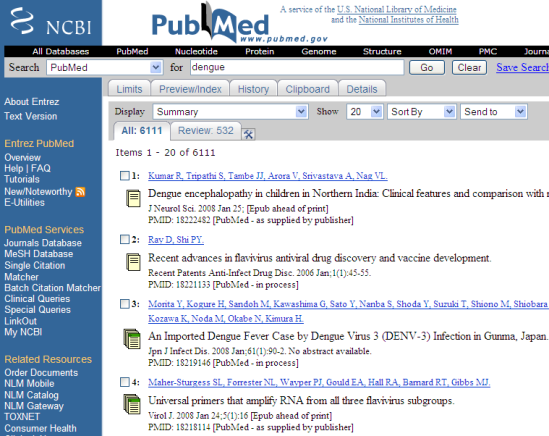 NCBI
PubMed
www.pubmed.gov
A service of the U.S. National Library of Medicine
and the National Institutes of Health
All Databases PubMed Nucleotide Protein Genome Structure OMIM PMC Journa
Search PubMed for dengue Go Clear Save Search
Limits Preview/Index History Clipboard Details
Display Summary Show 20 Sort By Send to
All: 6111 Review: 532
Items 1 - 20 of 6111
1: Kumar R, Tripathi S, Tambe JJ, Arora V, Srivastava A, Nag VL.
Dengue encephalopathy in children in Northern India: Clinical features and comparison with
J Neurol Sci. 2008 Jan 25; [Epub ahead of print]
PMID: 18222482 [PubMed - as supplied by publisher]
2: Ray D, Shi PY.
Recent advances in flavivirus antiviral drug discovery and vaccine development.
Recent Patents Anti-Infect Drug Disc. 2006 Jan;1(1):45-55.
PMID: 18221133 [PubMed - in process]
3: Morita Y, Kogure H, Sandoh M, Kawashima G, Sato Y, Nanba S, Shoda Y, Suzuki T, Shiono M, Shiobara
Kozawa K, Noda M, Okabe N, Kimura H.
An Imported Dengue Fever Case by Dengue Virus 3 (DENV-3) Infection in Gunma, Japan.
Jpn J Infect Dis. 2008 Jan;61(1):90-2. No abstract available.
PMID: 18219146 [PubMed - in process]
4: Maher-Sturgess SL, Forrester NL, Wayper PJ, Gould EA, Hall RA, Barnard RT, Gibbs MJ.
Universal primers that amplify RNA from all three flavivirus subgroups.
Virol J. 2008 Jan 24;5(1):16 [Epub ahead of print]
PMID: 18218114 [PubMed - as supplied by publisher]
About Entrez
Text Version
Entrez PubMed
Overview
Help | FAQ
Tutorials
New/Noteworthy
E-Utilities
PubMed Services
Journals Database
MeSH Database
Single Citation
Matcher
Batch Citation Matcher
Clinical Queries
Special Queries
LinkOut
My NCBI
Related Resources
Order Documents
NLM Mobile
NLM Catalog
NLM Gateway
TOXNET
Consumer Health